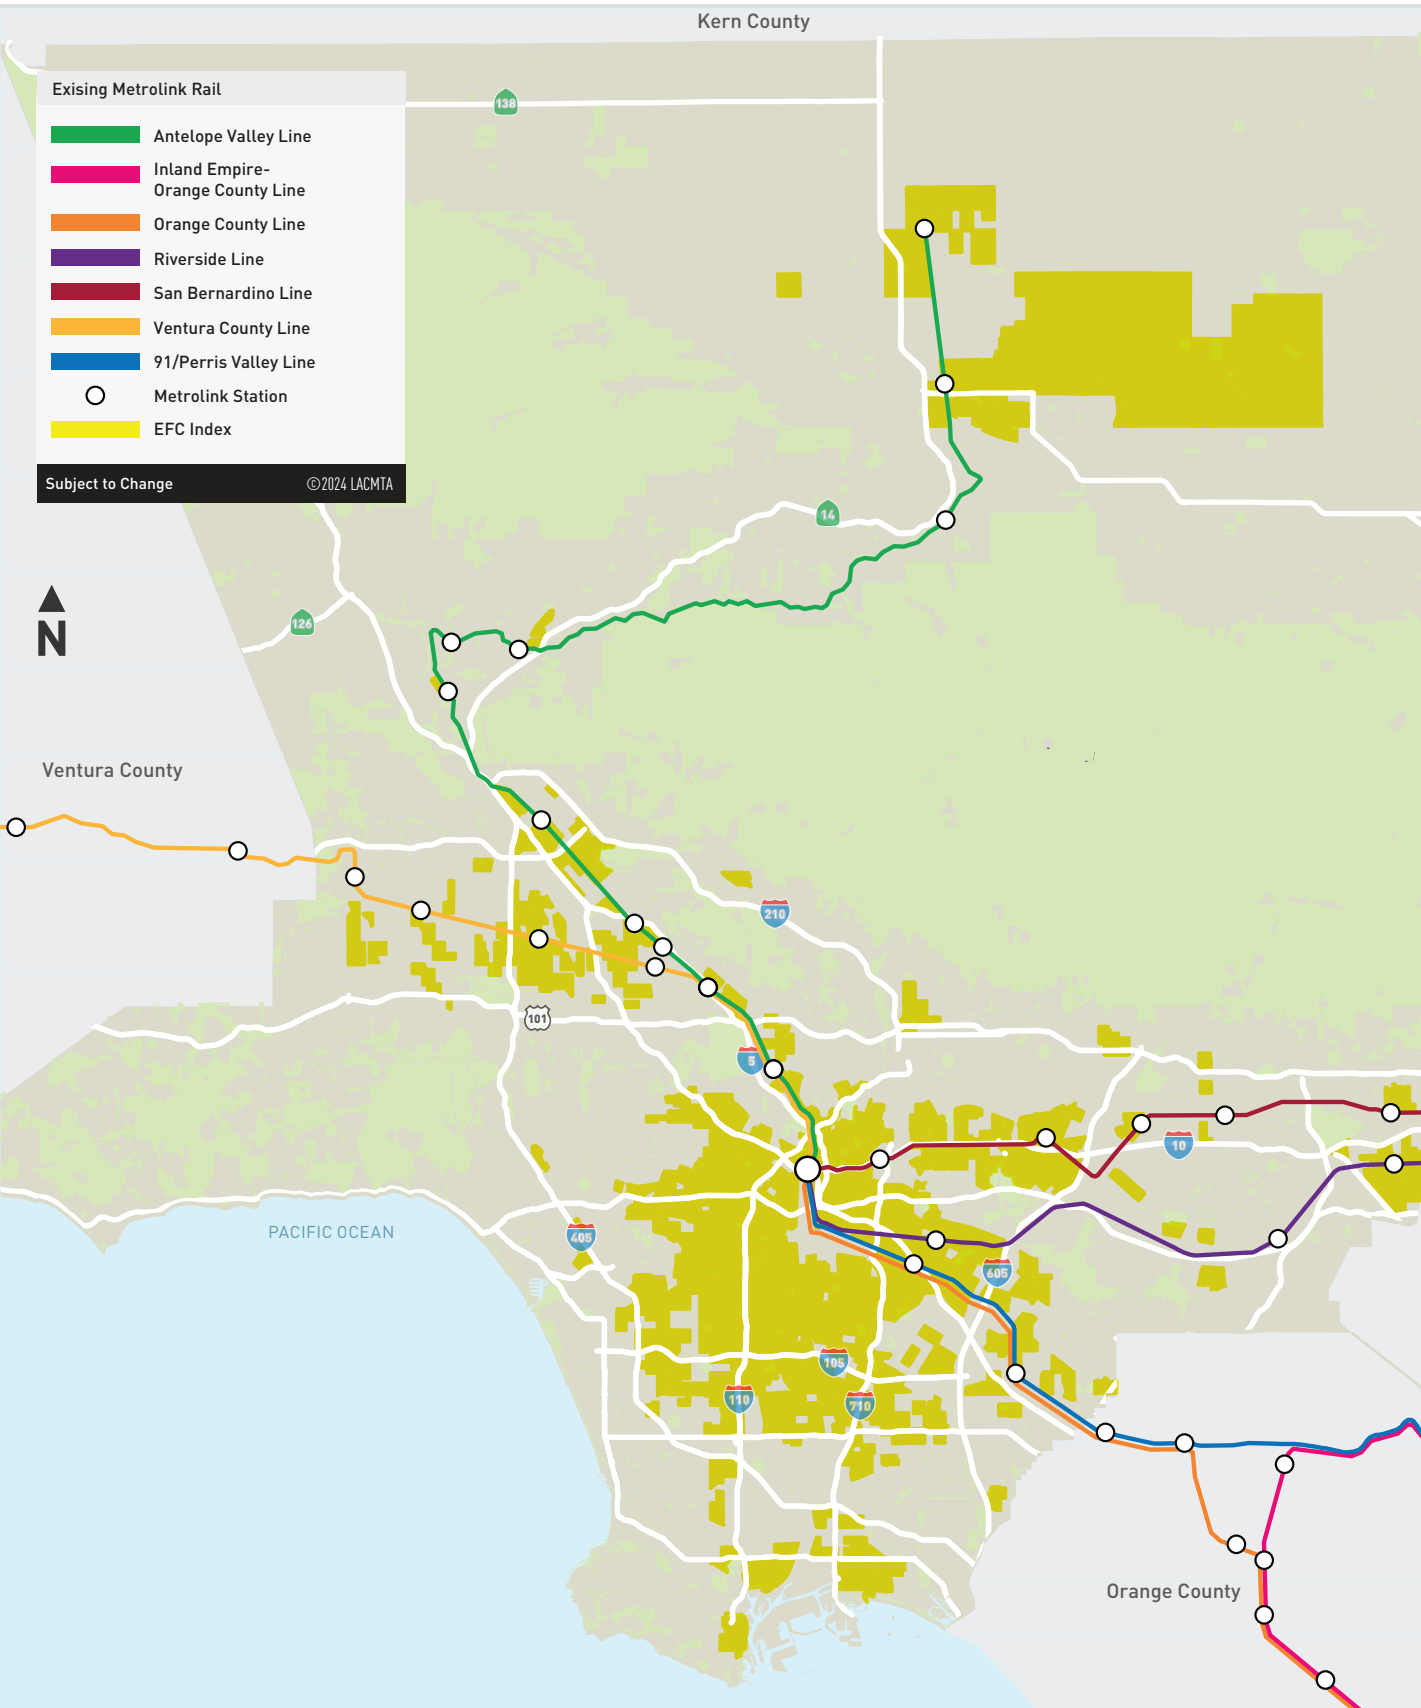 Kern County
Exising Metrolink Rail
138
Antelope Valley Line
Inland Empire-
Orange County Line
Orange County Line
Riverside Line
San Bernardino Line
Ventura County Line
91/Perris Valley Line
Metrolink Station
EFC Index
Subject to Change
©2024 LACMTA
14
126
N
Ventura County
210
101
5
10
PACIFIC OCEAN
405
605
105
110
710
Orange County